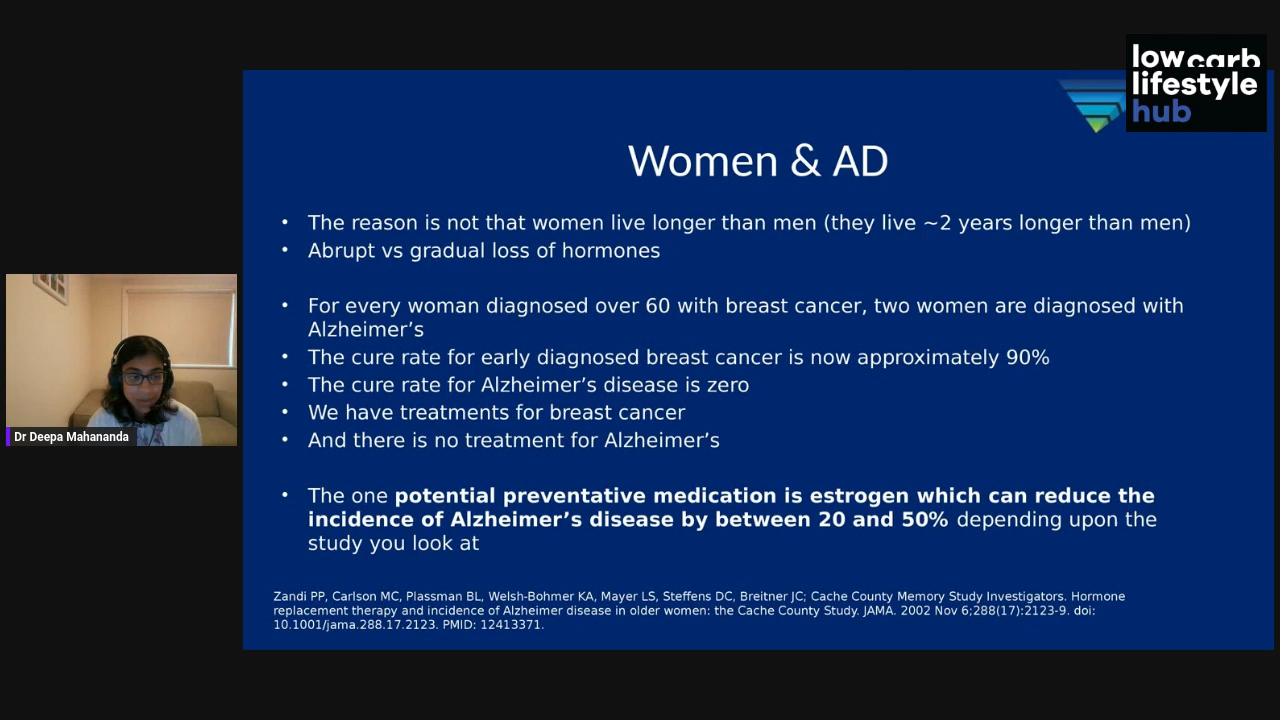 low carb
lifestyle
hub
Women & AD
• The reason is not that women live longer than men (they live ~2 years longer than men)
• Abrupt vs gradual loss of hormones
• For every woman diagnosed over 60 with breast cancer, two women are diagnosed with
Alzheimer’s
• The cure rate for early diagnosed breast cancer is now approximately 90%
• The cure rate for Alzheimer’s disease is zero
• We have treatments for breast cancer
• And there is no treatment for Alzheimer’s
• The one potential preventative medication is estrogen which can reduce the
incidence of Alzheimer’s disease by between 20 and 50% depending upon the
study you look at
Zandi PP, Carlson MC, Plassman BL, Welsh-Bohmer KA, Mayer LS, Steffens DC, Breitner JC; Cache County Memory Study Investigators. Hormone
replacement therapy and incidence of Alzheimer disease in older women: the Cache County Study. JAMA. 2002 Nov 6;288(17):2123-9. doi:
10.1001/jama.288.17.2123. PMID: 12413371.
Dr Deepa Mahananda